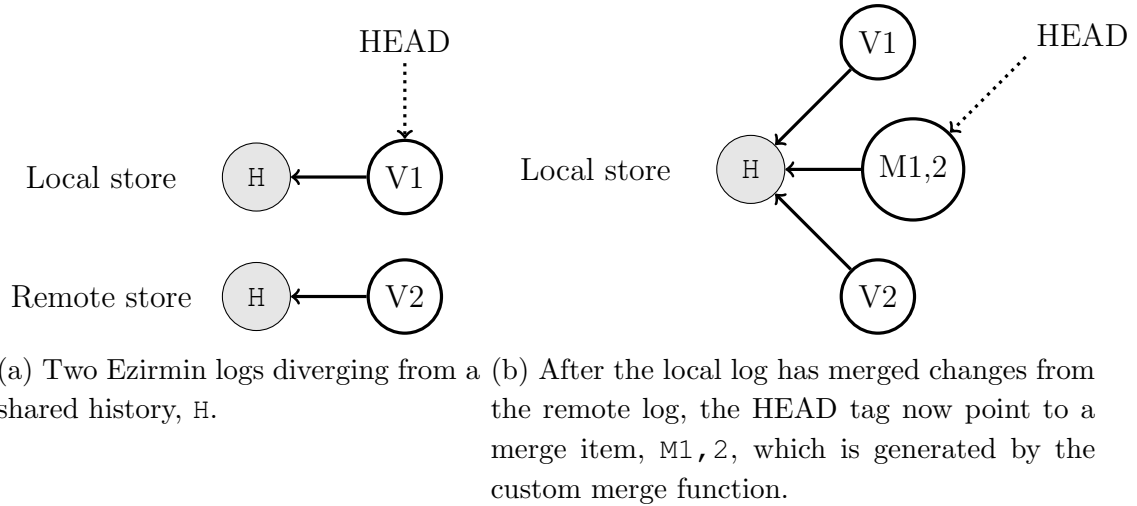 HEAD
Local store
H
V1
Remote store
H
V2
V1
HEAD
Local store
H
M1,2
V2
(a) Two Ezirmin logs diverging from a
shared history, H.
(b) After the local log has merged changes from
the remote log, the HEAD tag now point to a
merge item, M1,2, which is generated by the
custom merge function.